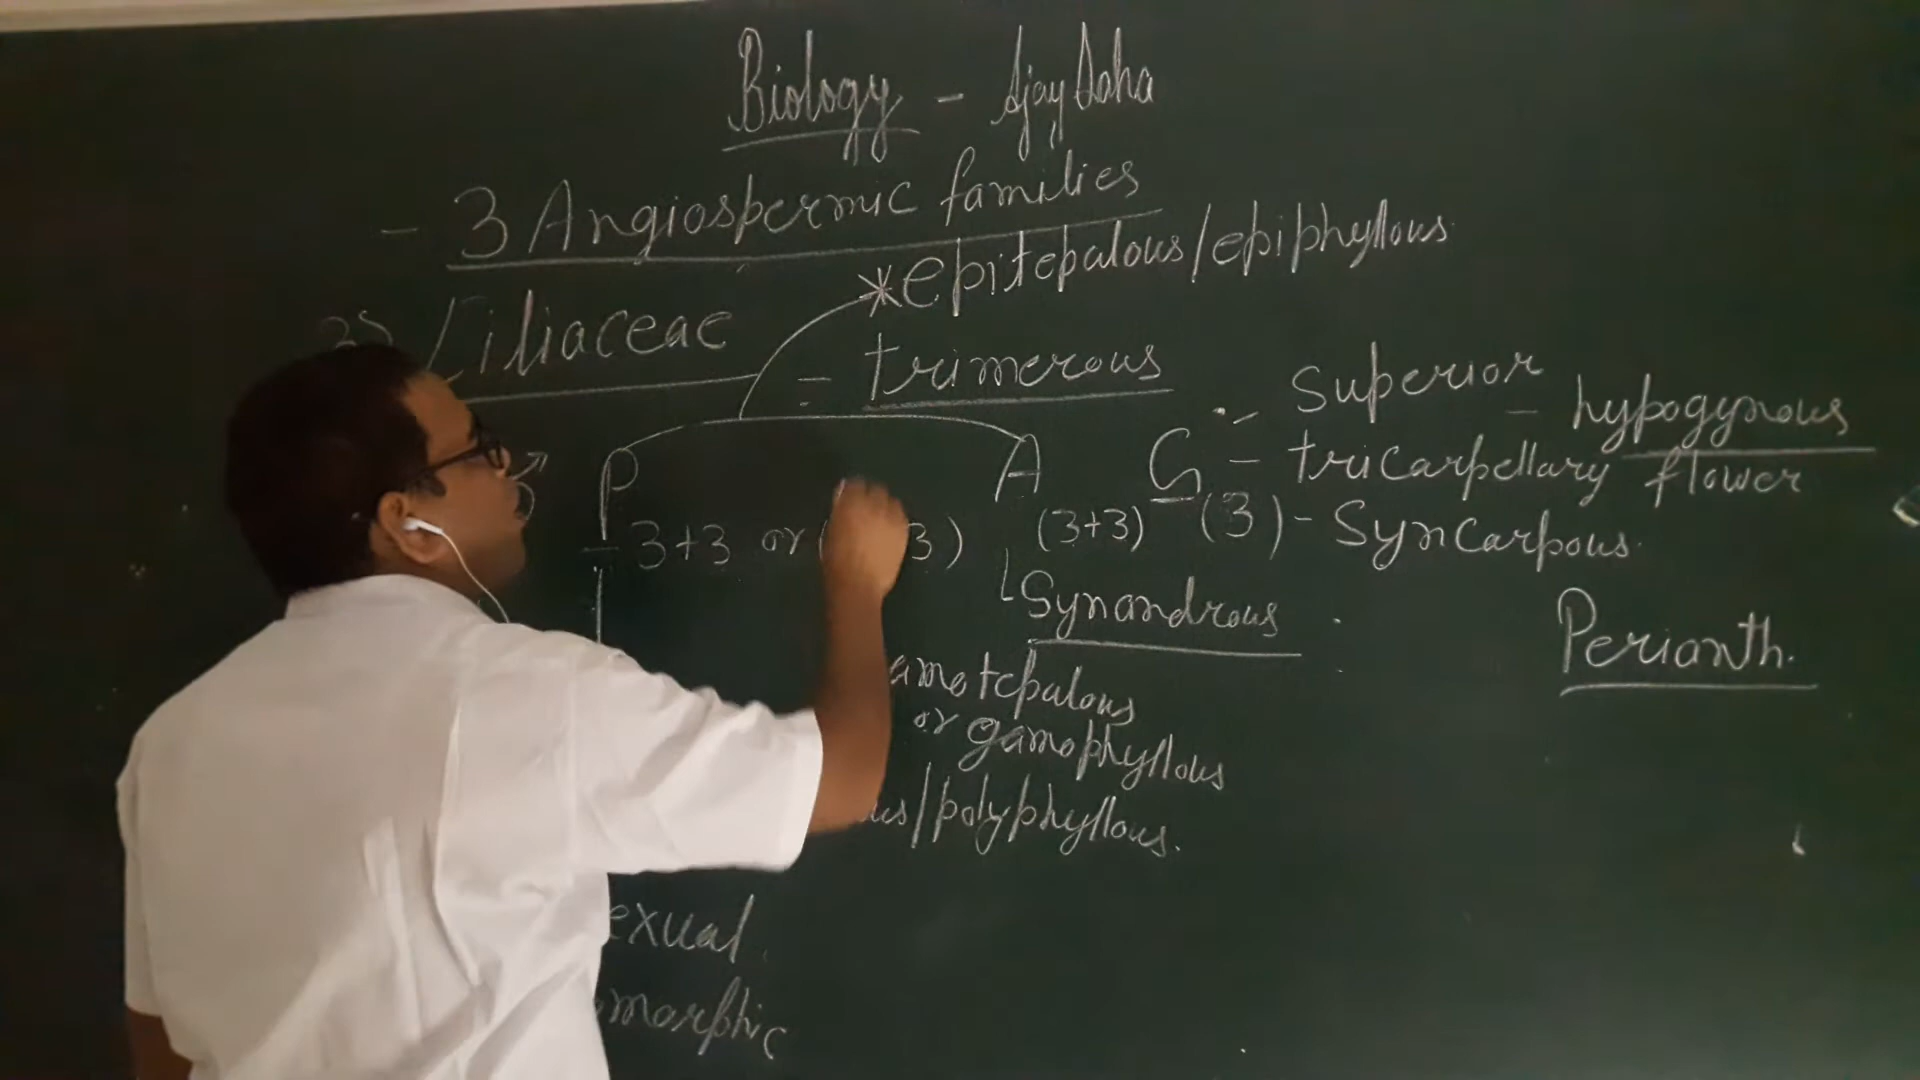 Biology - Ajay Saha
- 3 Angiospermic families
*epitepalous/epiphyllous
Liliaceae
- trimerous
P A G
- Superior
- hypogynous
- tricarpellary flower
3+3 or ( 3) (3+3) (3) - Syncarpous.
Synandrous
Perianth.
amotepalous
or gamophyllous
us/polyphyllous.
exual
morphic